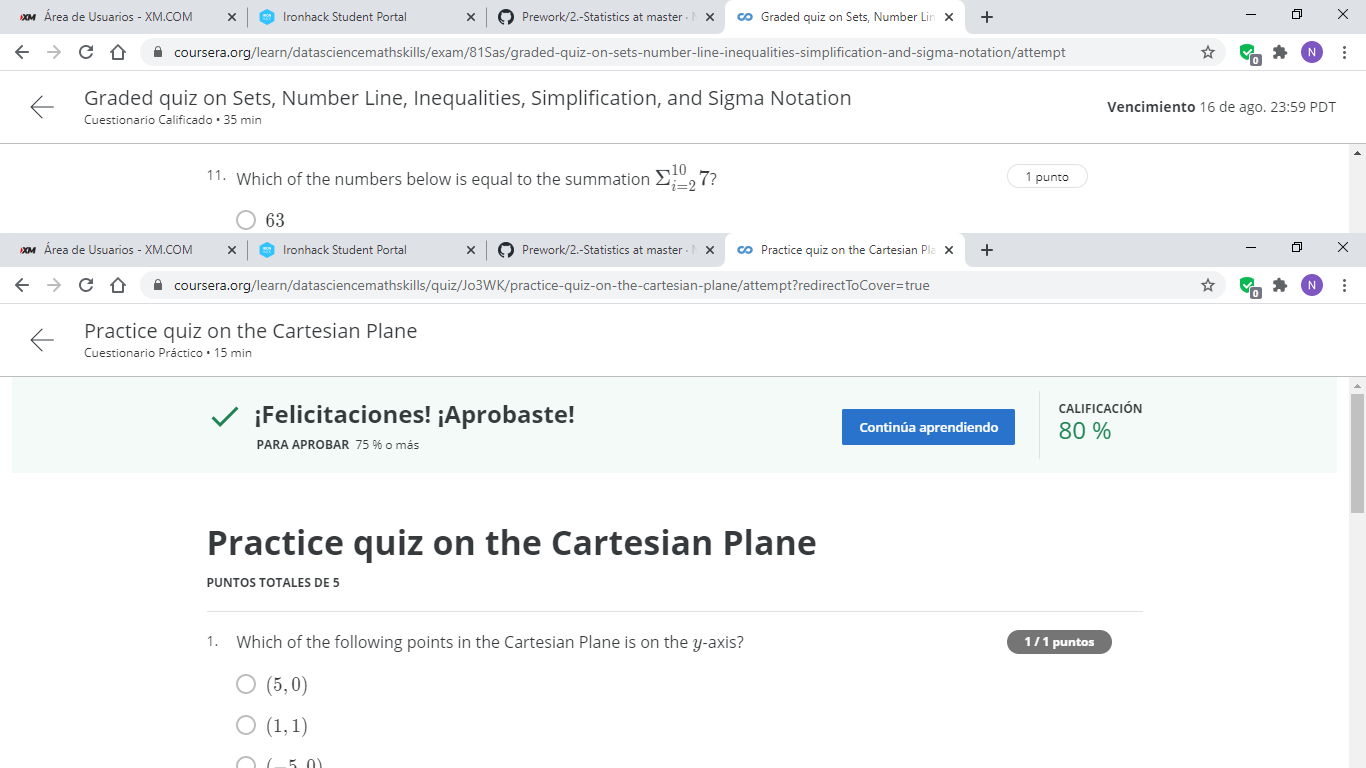 Área de Usuarios - XM.COM Ironhack Student Portal Prework/2.-Statistics at master · Graded quiz on Sets, Number Lin
coursera.org/learn/datasciencemathskills/exam/81Sas/graded-quiz-on-sets-number-line-inequalities-simplification-and-sigma-notation/attempt
0 N
Graded quiz on Sets, Number Line, Inequalities, Simplification, and Sigma Notation
Cuestionario Calificado • 35 min
Vencimiento 16 de ago. 23:59 PDT
11. Which of the numbers below is equal to the summation Σ_{i=2}^{10} 7?
1 punto
63
Área de Usuarios - XM.COM Ironhack Student Portal Prework/2.-Statistics at master · Practice quiz on the Cartesian Pla
coursera.org/learn/datasciencemathskills/quiz/Jo3WK/practice-quiz-on-the-cartesian-plane/attempt?redirectToCover=true
0 N
Practice quiz on the Cartesian Plane
Cuestionario Práctico • 15 min
¡Felicitaciones! ¡Aprobaste!
PARA APROBAR 75 % o más
Continúa aprendiendo
CALIFICACIÓN
80 %
Practice quiz on the Cartesian Plane
PUNTOS TOTALES DE 5
1. Which of the following points in the Cartesian Plane is on the y-axis?
1 / 1 puntos
(5, 0)
(1, 1)
(−5, 0)